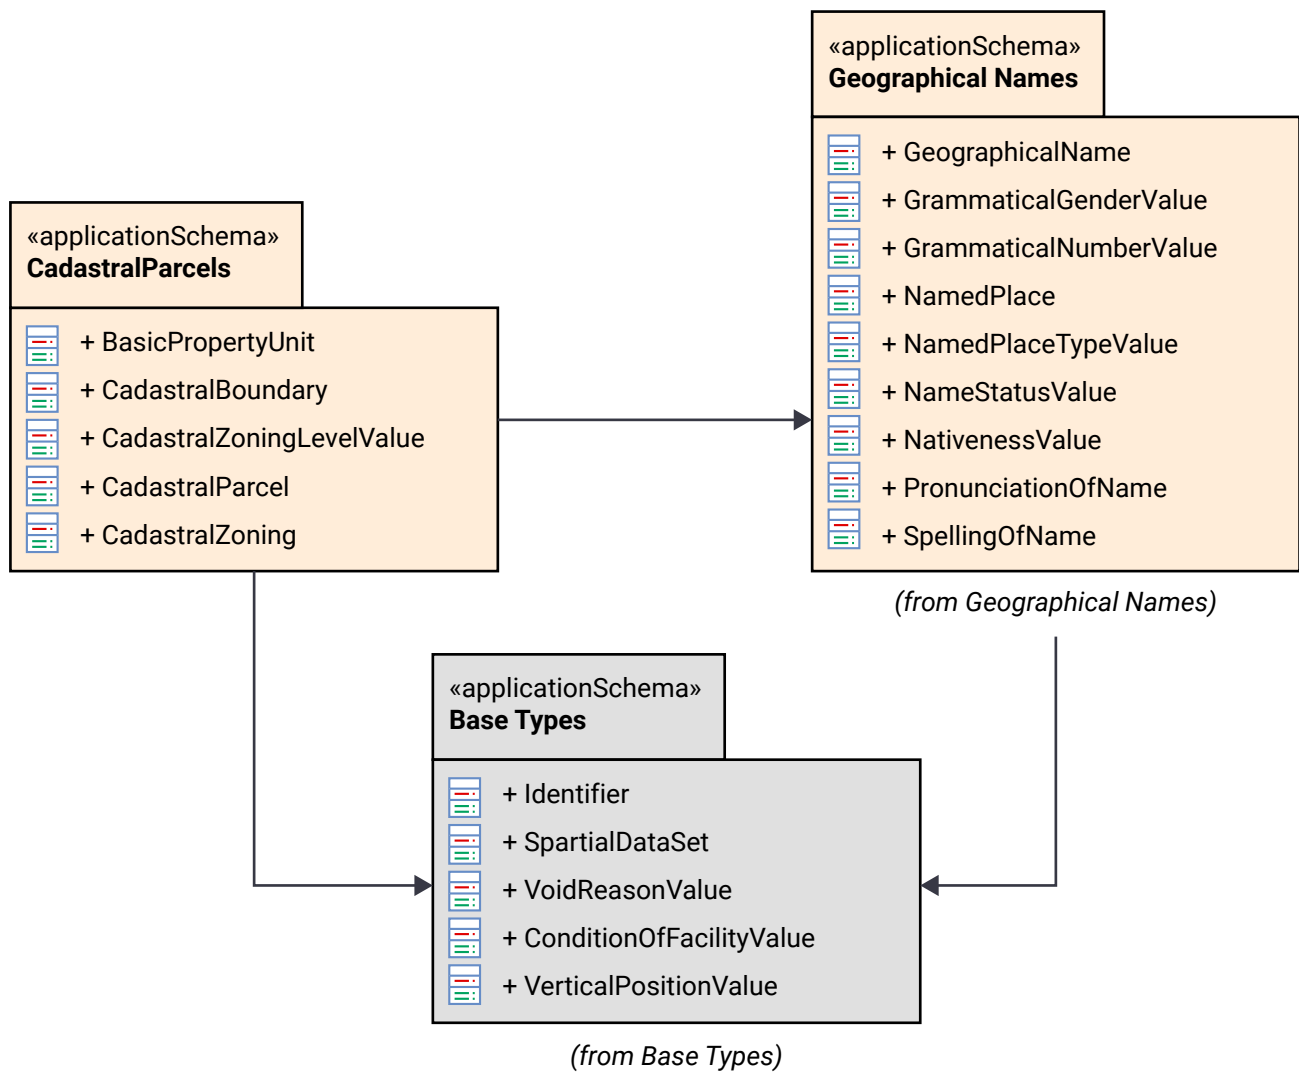 «applicationSchema»
Geographical Names
+ GeographicalName
+ GrammaticalGenderValue
+ GrammaticalNumberValue
+ NamedPlace
+ NamedPlaceTypeValue
+ NameStatusValue
+ NativenessValue
+ PronunciationOfName
+ SpellingOfName
(from Geographical Names)
«applicationSchema»
CadastralParcels
+ BasicPropertyUnit
+ CadastralBoundary
+ CadastralZoningLevelValue
+ CadastralParcel
+ CadastralZoning
«applicationSchema»
Base Types
+ Identifier
+ SpartialDataSet
+ VoidReasonValue
+ ConditionOfFacilityValue
+ VerticalPositionValue
(from Base Types)